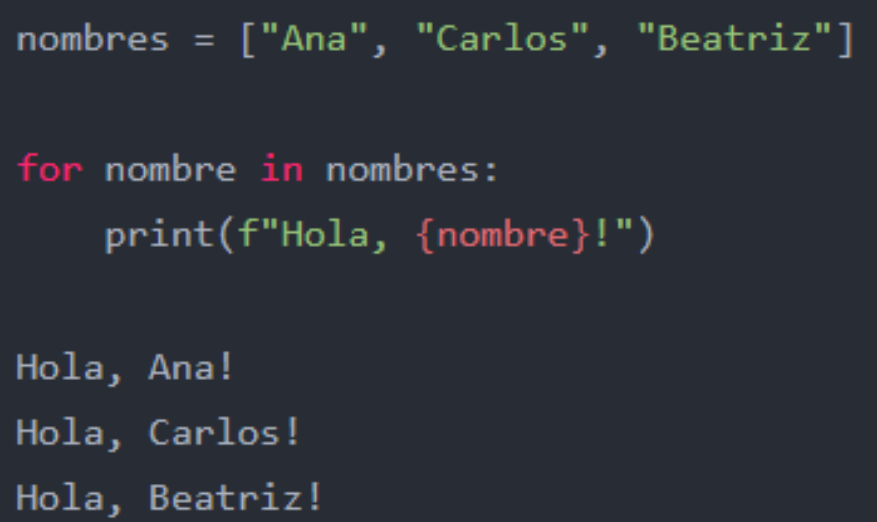 nombres = ["Ana", "Carlos", "Beatriz"]
for nombre in nombres:
    print(f"Hola, {nombre}!")
Hola, Ana!
Hola, Carlos!
Hola, Beatriz!